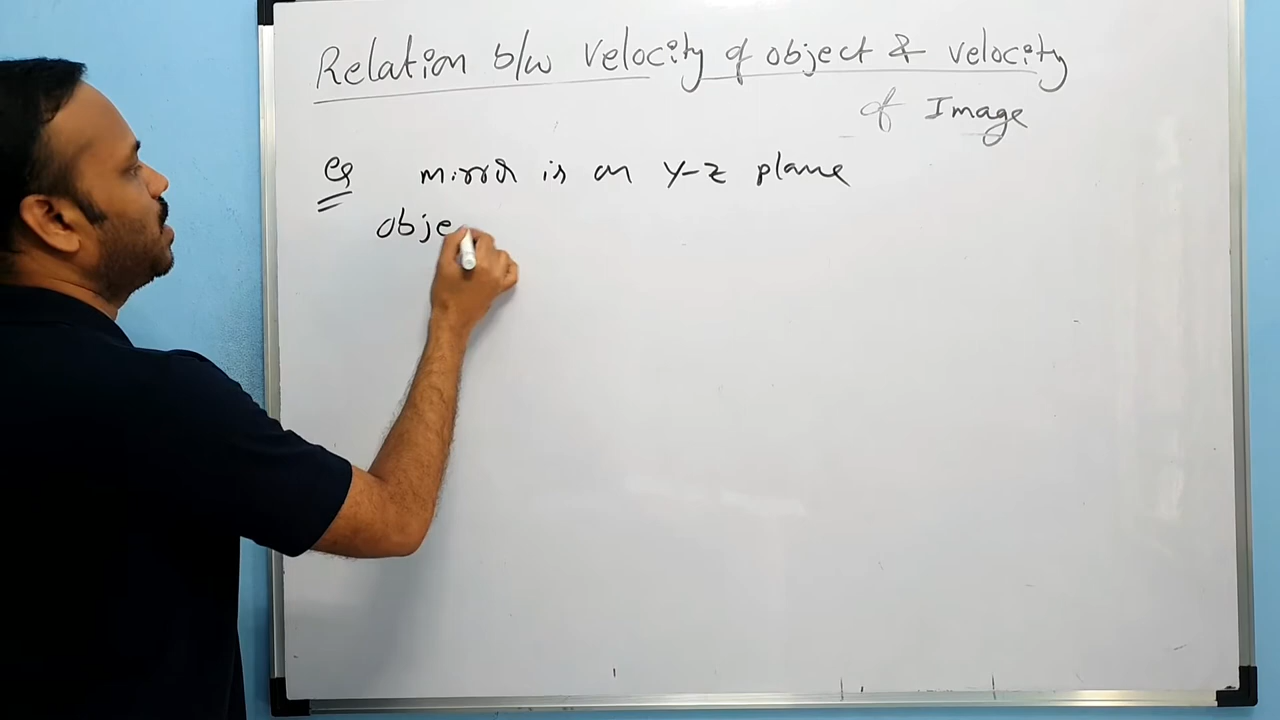 Relation b/w velocity of object & velocity
of Image
eg mirror is on Y-Z plane
obje